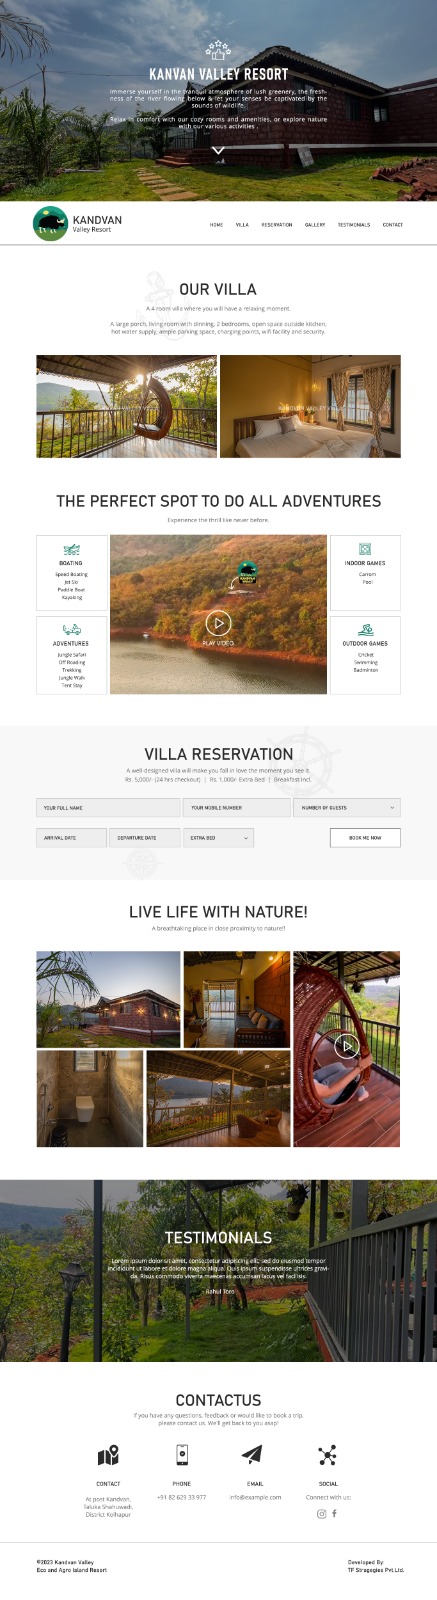 KANVAN VALLEY RESORT
Immerse yourself in the tranquil atmosphere of lush greenery, the fresh-
ness of the river flowing below & let your senses be captivated by the
sounds of wildlife.
Relax in comfort with our cozy rooms and amenities, or explore nature
with our various activities .
KANDVAN
Valley Resort
HOME VILLA RESERVATION GALLERY TESTIMONIALS CONTACT
OUR VILLA
A 4 room villa where you will have a relaxing moment.
A large porch, living room with dinning, 2 bedrooms, open space outside kitchen,
hot water supply, ample parking space, charging points, wifi facility and security.
THE PERFECT SPOT TO DO ALL ADVENTURES
Experience the thrill like never before.
BOATING
Speed Boating
Jet Ski
Paddle Boat
Kayaking
ADVENTURES
Jungle Safari
Off Roading
Trekking
Jungle Walk
Tent Stay
KANDVAN
PLAY VIDEO
INDOOR GAMES
Carrom
Pool
OUTDOOR GAMES
Cricket
Swimming
Badminton
VILLA RESERVATION
A well-designed villa will make you fall in love the moment you see it.
Rs. 5,000/- (24 hrs checkout) | Rs. 1,000/- Extra Bed | Breakfast Incl.
YOUR FULL NAME YOUR MOBILE NUMBER NUMBER OF GUESTS
ARRIVAL DATE DEPARTURE DATE EXTRA BED BOOK ME NOW
LIVE LIFE WITH NATURE!
A breathtaking place in close proximity to nature!!
TESTIMONIALS
Lorem ipsum dolor sit amet, consectetur adipiscing elit, sed do eiusmod tempor
incididunt ut labore et dolore magna aliqua. Quis ipsum suspendisse ultrices gravi-
da. Risus commodo viverra maecenas accumsan lacus vel facilisis.
- Rahul Toro
CONTACTUS
If you have any questions, feedback or would like to book a trip,
please contact us. We'll get back to you asap!
CONTACT
At post Kandvan,
Taluka Shahuwadi,
District Kolhapur
PHONE
+91 82 629 33 977
EMAIL
info@example.com
SOCIAL
Connect with us:
©2023 Kandvan Valley
Eco and Agro Island Resort
Developed By:
TF Stragegies Pvt.Ltd.